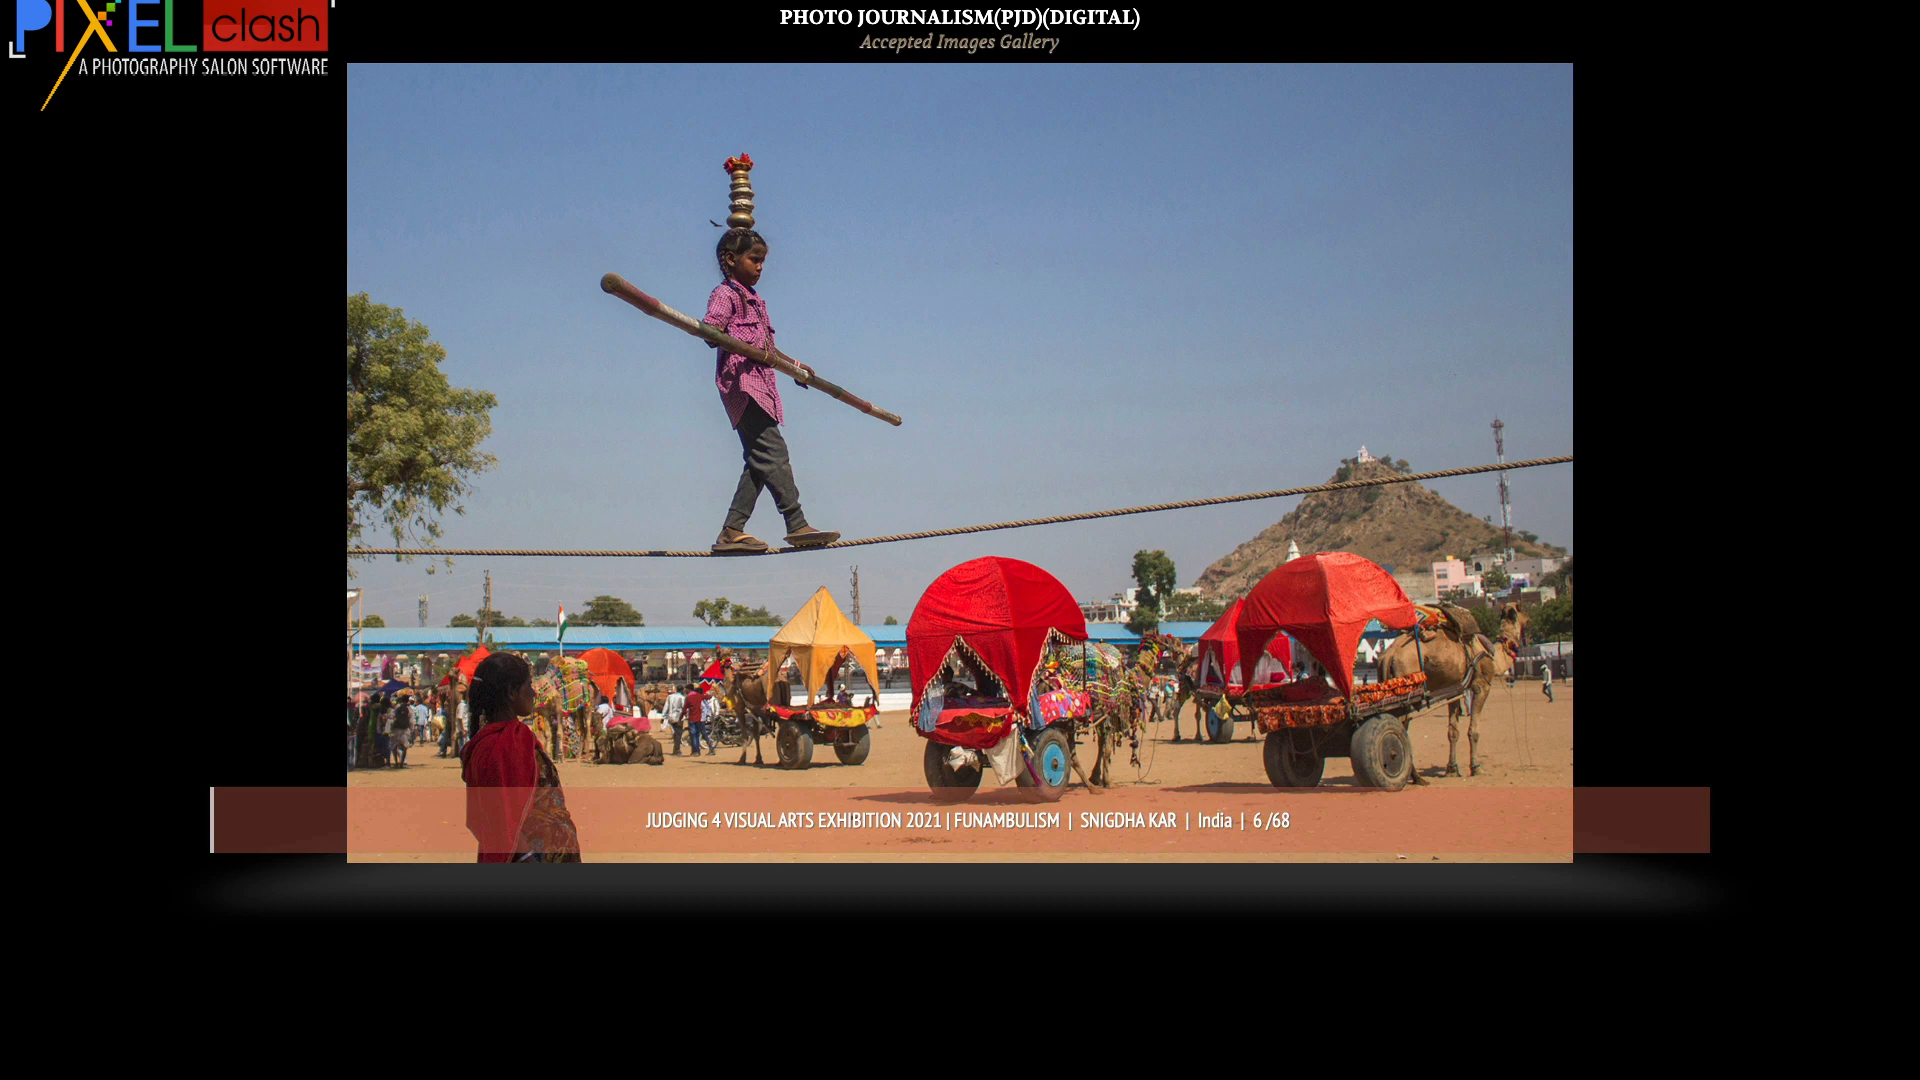 PIXEL clash
A PHOTOGRAPHY SALON SOFTWARE
PHOTO JOURNALISM(PJD)(DIGITAL)
Accepted Images Gallery
JUDGING 4 VISUAL ARTS EXHIBITION 2021 | FUNAMBULISM | SNIGDHA KAR | India | 6 /68